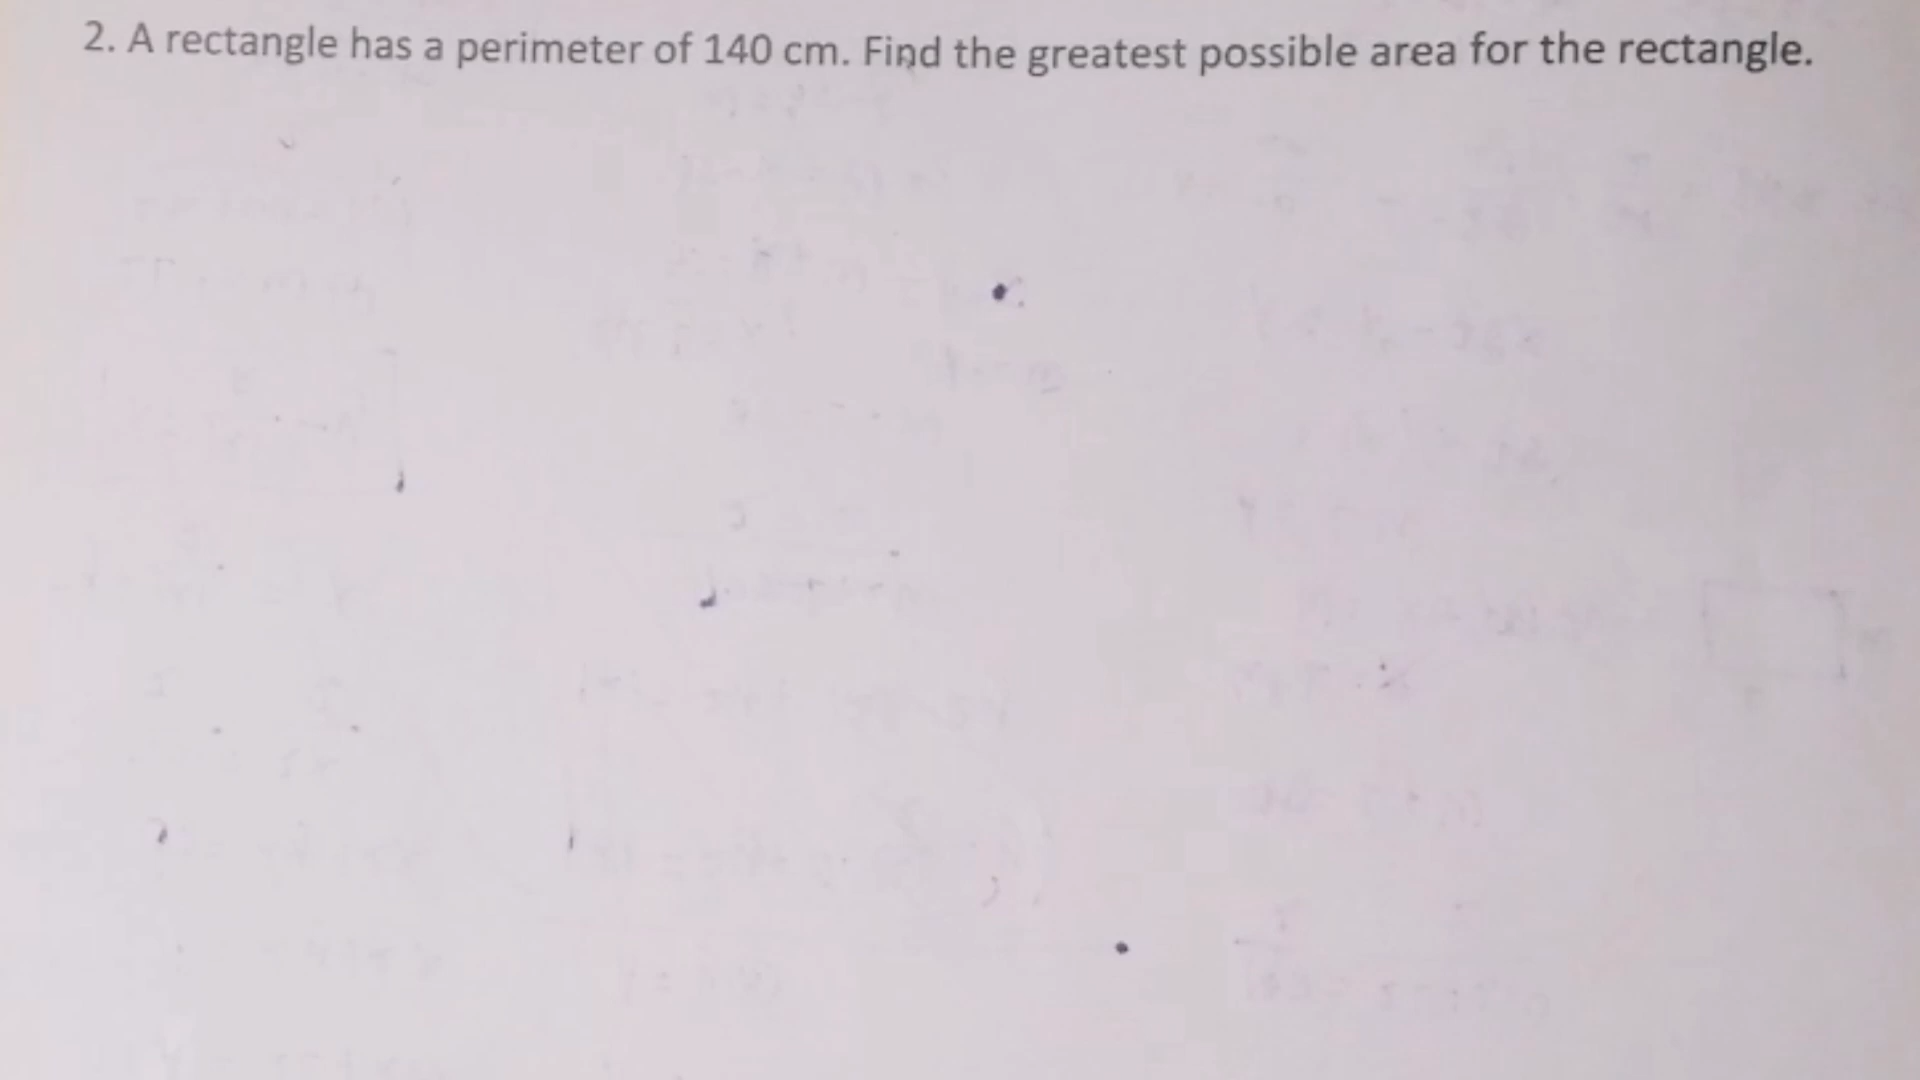 2. A rectangle has a perimeter of 140 cm. Find the greatest possible area for the rectangle.